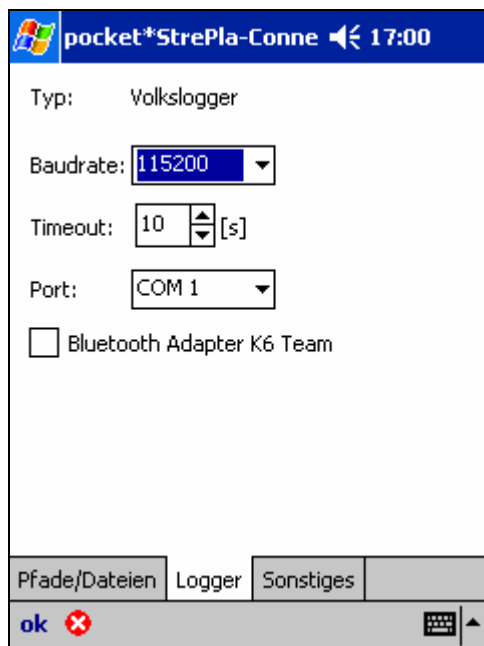 pocket*StrePla-Conne 17:00
Typ: Volkslogger
Baudrate: 115200
Timeout: 10 [s]
Port: COM 1
Bluetooth Adapter K6 Team
Pfade/Dateien Logger Sonstiges
ok